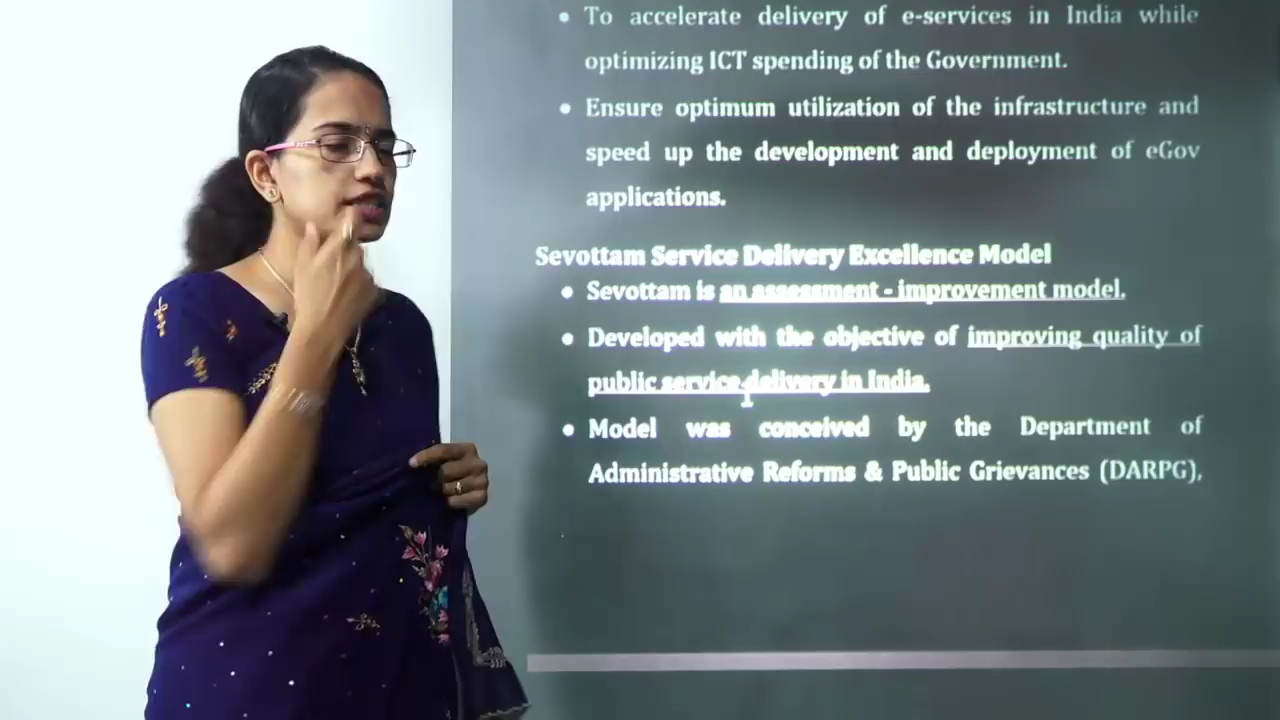 • To accelerate delivery of e-services in India while
optimizing ICT spending of the Government.
• Ensure optimum utilization of the infrastructure and
speed up the development and deployment of eGov
applications.
Sevottam Service Delivery Excellence Model
• Sevottam is an assessment - improvement model.
• Developed with the objective of improving quality of
public service delivery in India.
• Model was conceived by the Department of
Administrative Reforms & Public Grievances (DARPG),